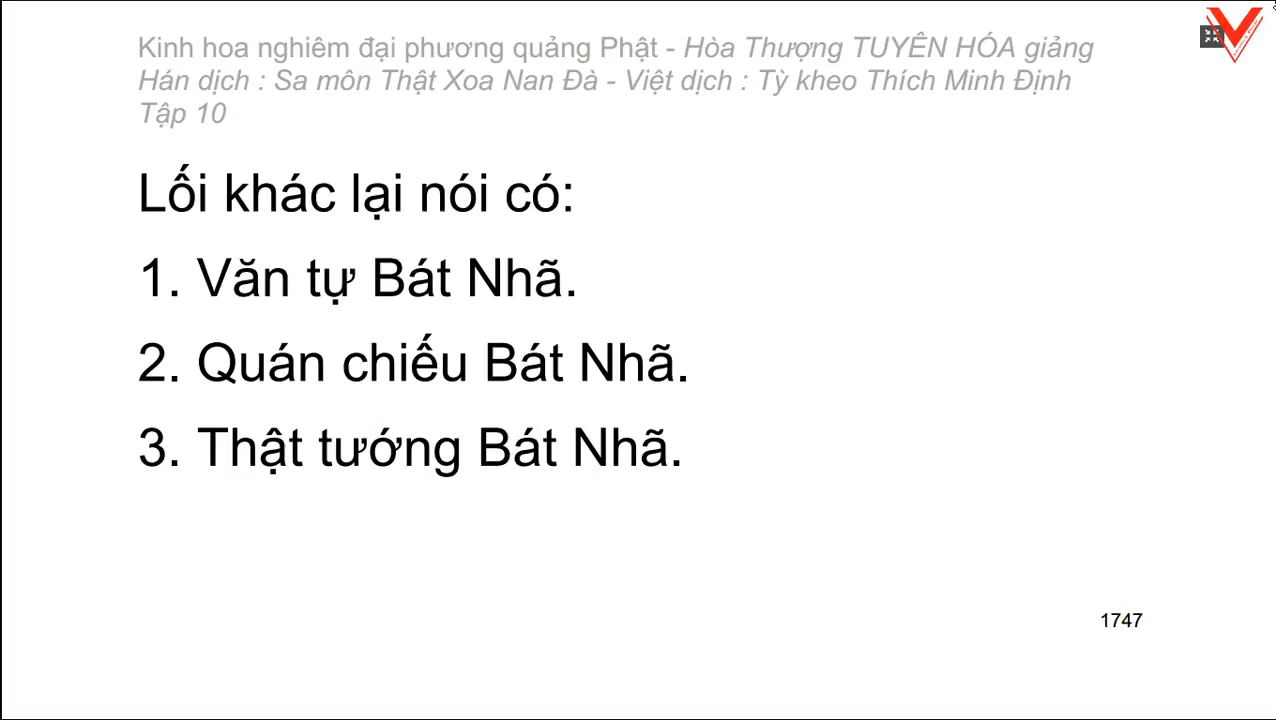 Kinh hoa nghiêm đại phương quảng Phật - Hòa Thượng TUYÊN HÓA giảng
Hán dịch : Sa môn Thật Xoa Nan Đà - Việt dịch : Tỳ kheo Thích Minh Định
Tập 10
Lối khác lại nói có:
1. Văn tự Bát Nhã.
2. Quán chiếu Bát Nhã.
3. Thật tướng Bát Nhã.
1747